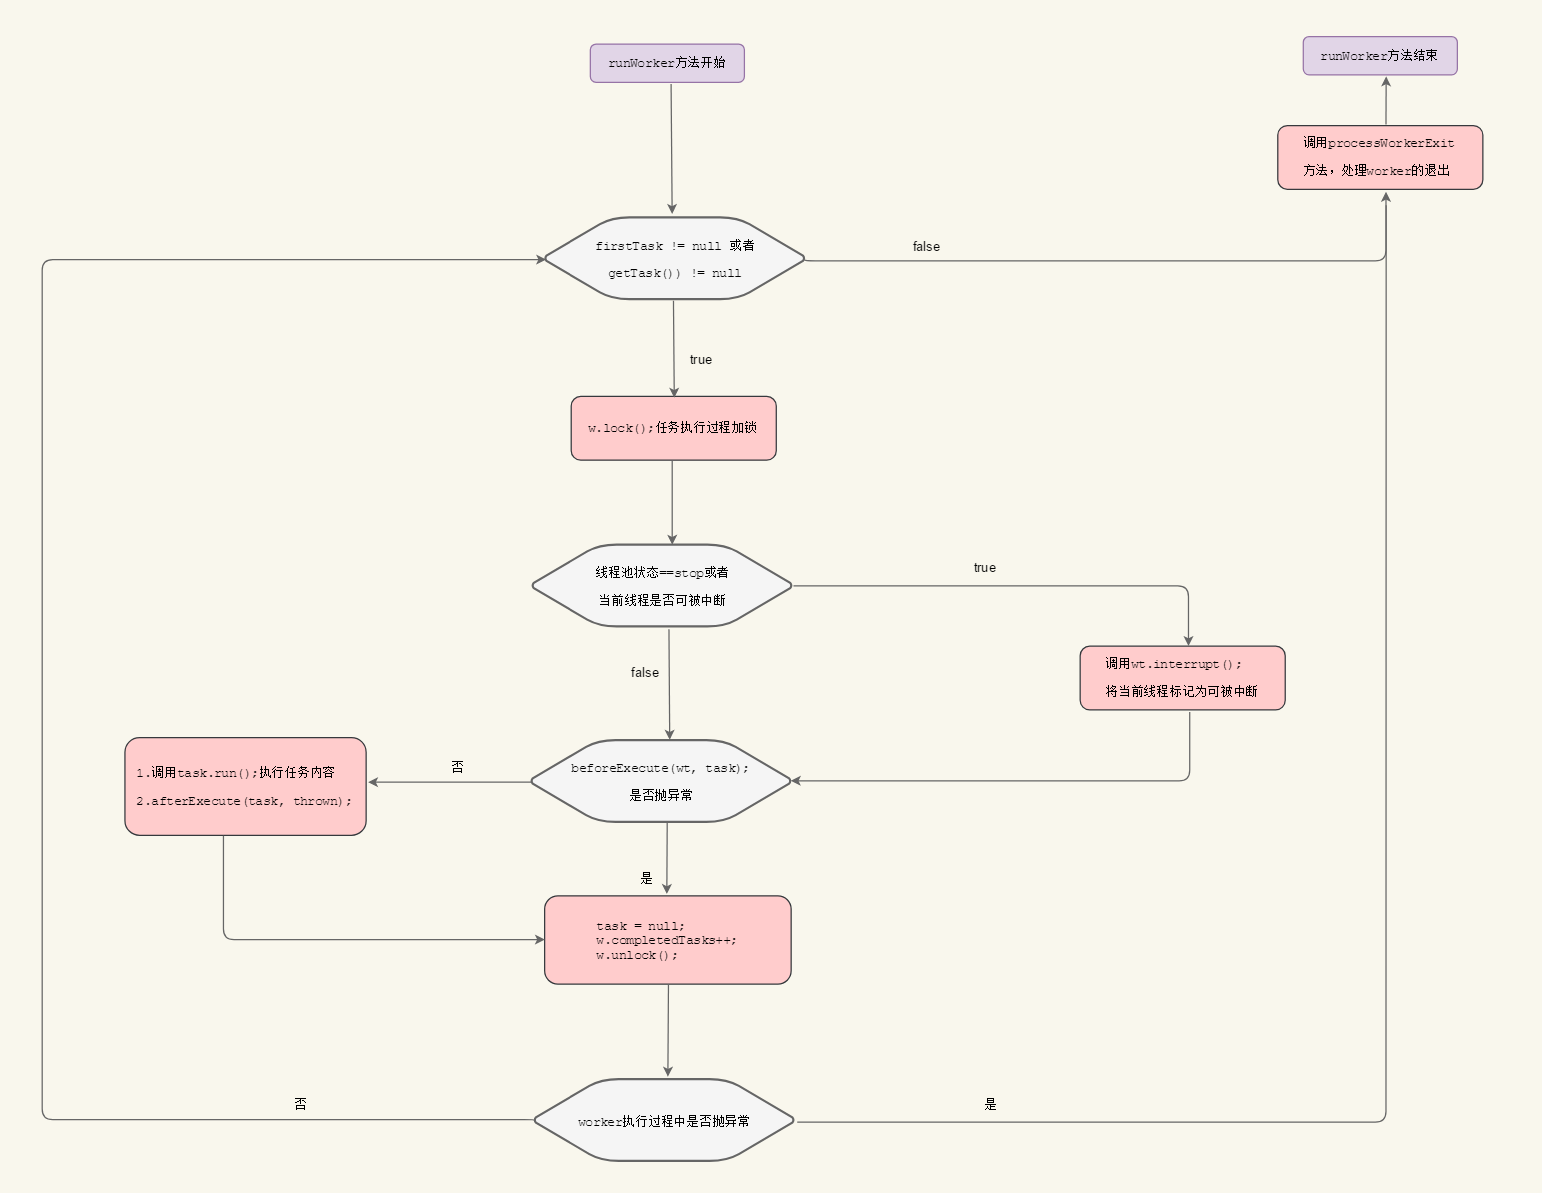 runWorker方法开始
runWorker方法结束
调用processWorkerExit
方法，处理worker的退出
firstTask != null 或者
getTask()) != null
false
true
w.lock();任务执行过程加锁
线程池状态==stop或者
当前线程是否可被中断
true
false
调用wt.interrupt();
将当前线程标记为可被中断
beforeExecute(wt, task);
是否抛异常
否
1.调用task.run();执行任务内容
2.afterExecute(task, thrown);
是
task = null;
w.completedTasks++;
w.unlock();
worker执行过程中是否抛异常
否
是